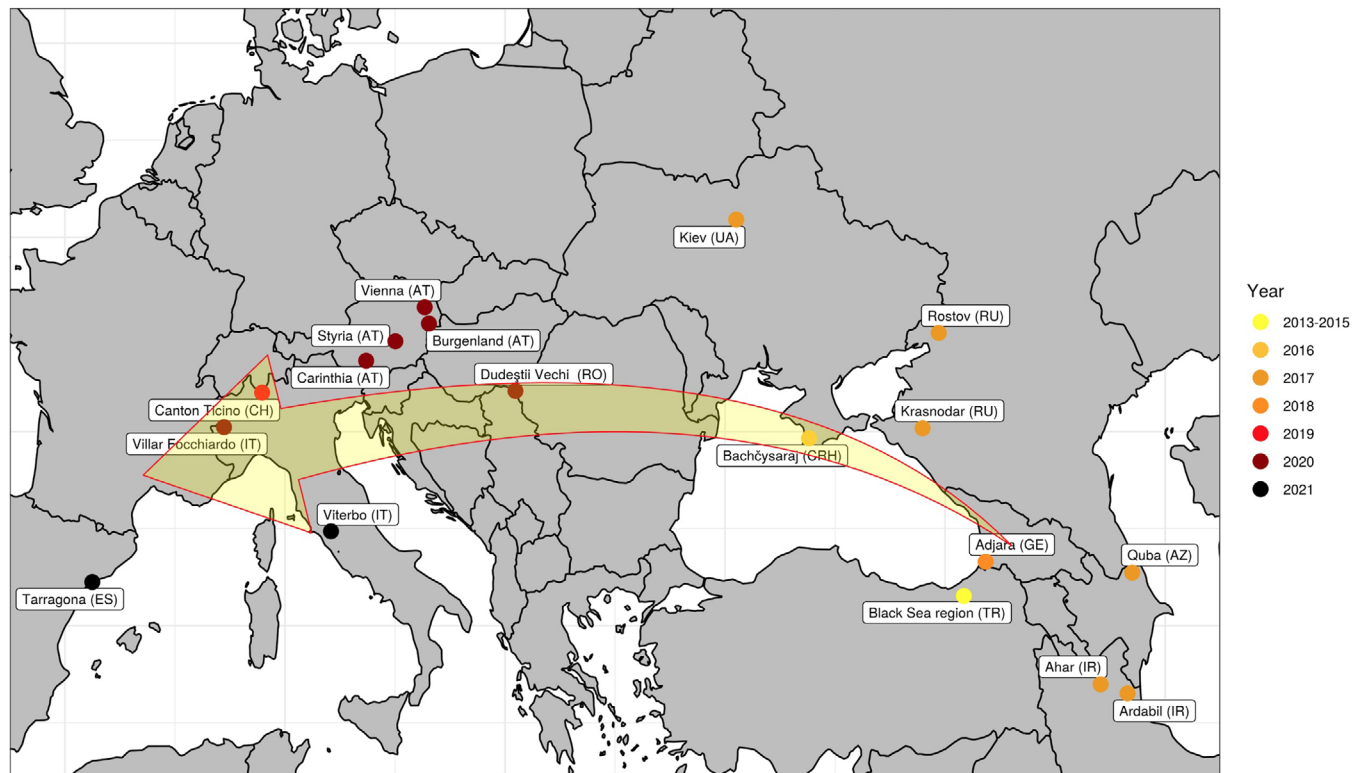 Kiev (UA)
Vienna (AT)
Rostov (RU)
Styria (AT)
Burgenland (AT)
Carinthia (AT)
Dudeștii Vechi (RO)
Canton Ticino (CH)
Krasnodar (RU)
Villar Focchiardo (IT)
Bachčysaraj (CRH)
Viterbo (IT)
Adjara (GE)
Quba (AZ)
Tarragona (ES)
Black Sea region (TR)
Ahar (IR)
Ardabil (IR)
Year
2013-2015
2016
2017
2018
2019
2020
2021